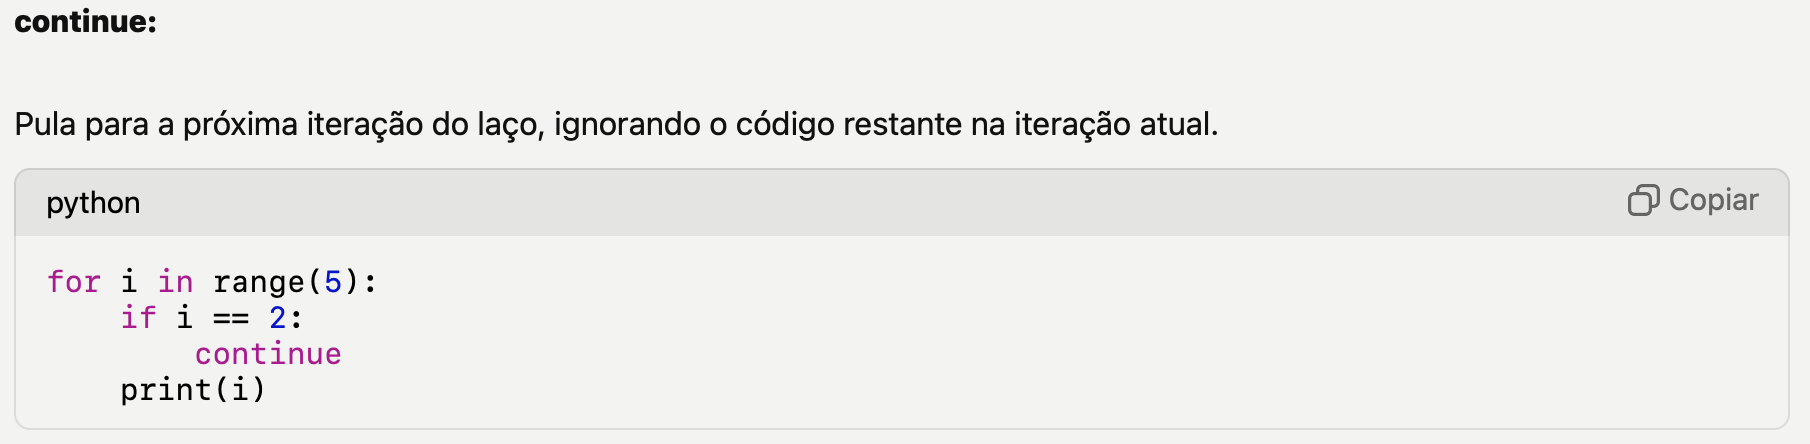 continue:
Pula para a próxima iteração do laço, ignorando o código restante na iteração atual.
python
Copiar
for i in range(5):
    if i == 2:
        continue
    print(i)